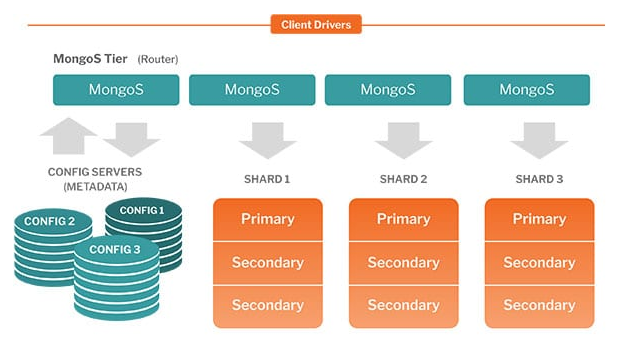 Client Drivers
MongoS Tier (Router)
MongoS
MongoS
MongoS
MongoS
CONFIG SERVERS
(METADATA)
CONFIG 2
CONFIG 1
CONFIG 3
SHARD 1
Primary
Secondary
Secondary
SHARD 2
Primary
Secondary
Secondary
SHARD 3
Primary
Secondary
Secondary